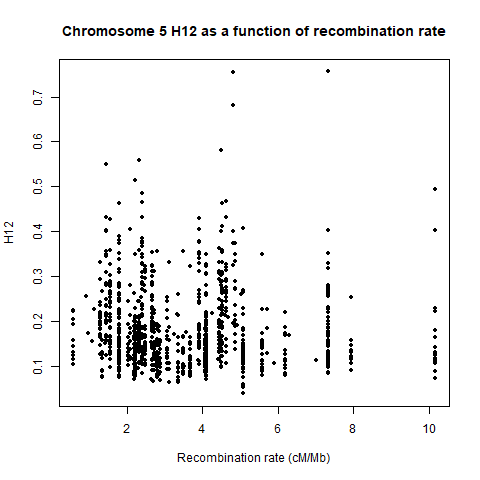 Chromosome 5 H12 as a function of recombination rate
0.7
0.6
0.5
0.4
0.3
0.2
0.1
H12
2 4 6 8 10
Recombination rate (cM/Mb)